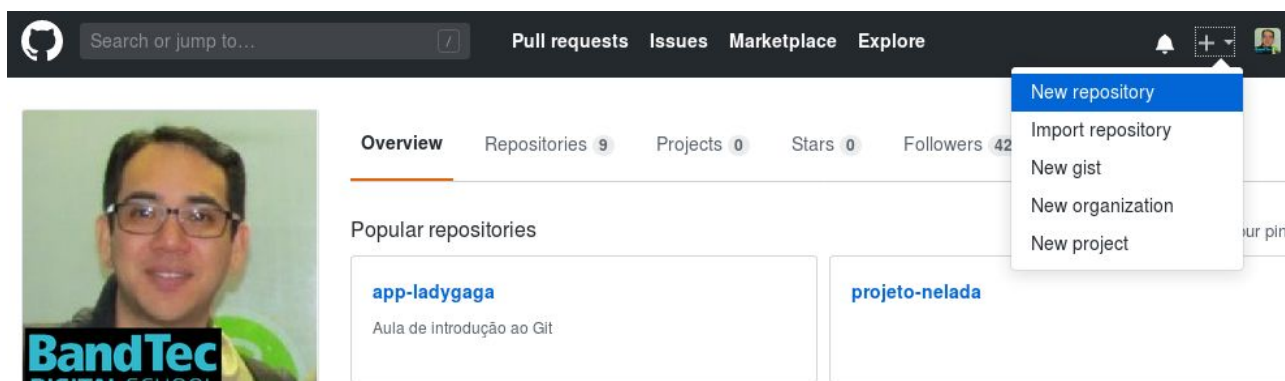 Search or jump to...
/
Pull requests Issues Marketplace Explore
New repository
Import repository
New gist
New organization
New project
Overview Repositories 9 Projects 0 Stars 0 Followers 42
Popular repositories
app-ladygaga
Aula de introdução ao Git
projeto-nelada
BandTec
DIGITAL SCHOOL